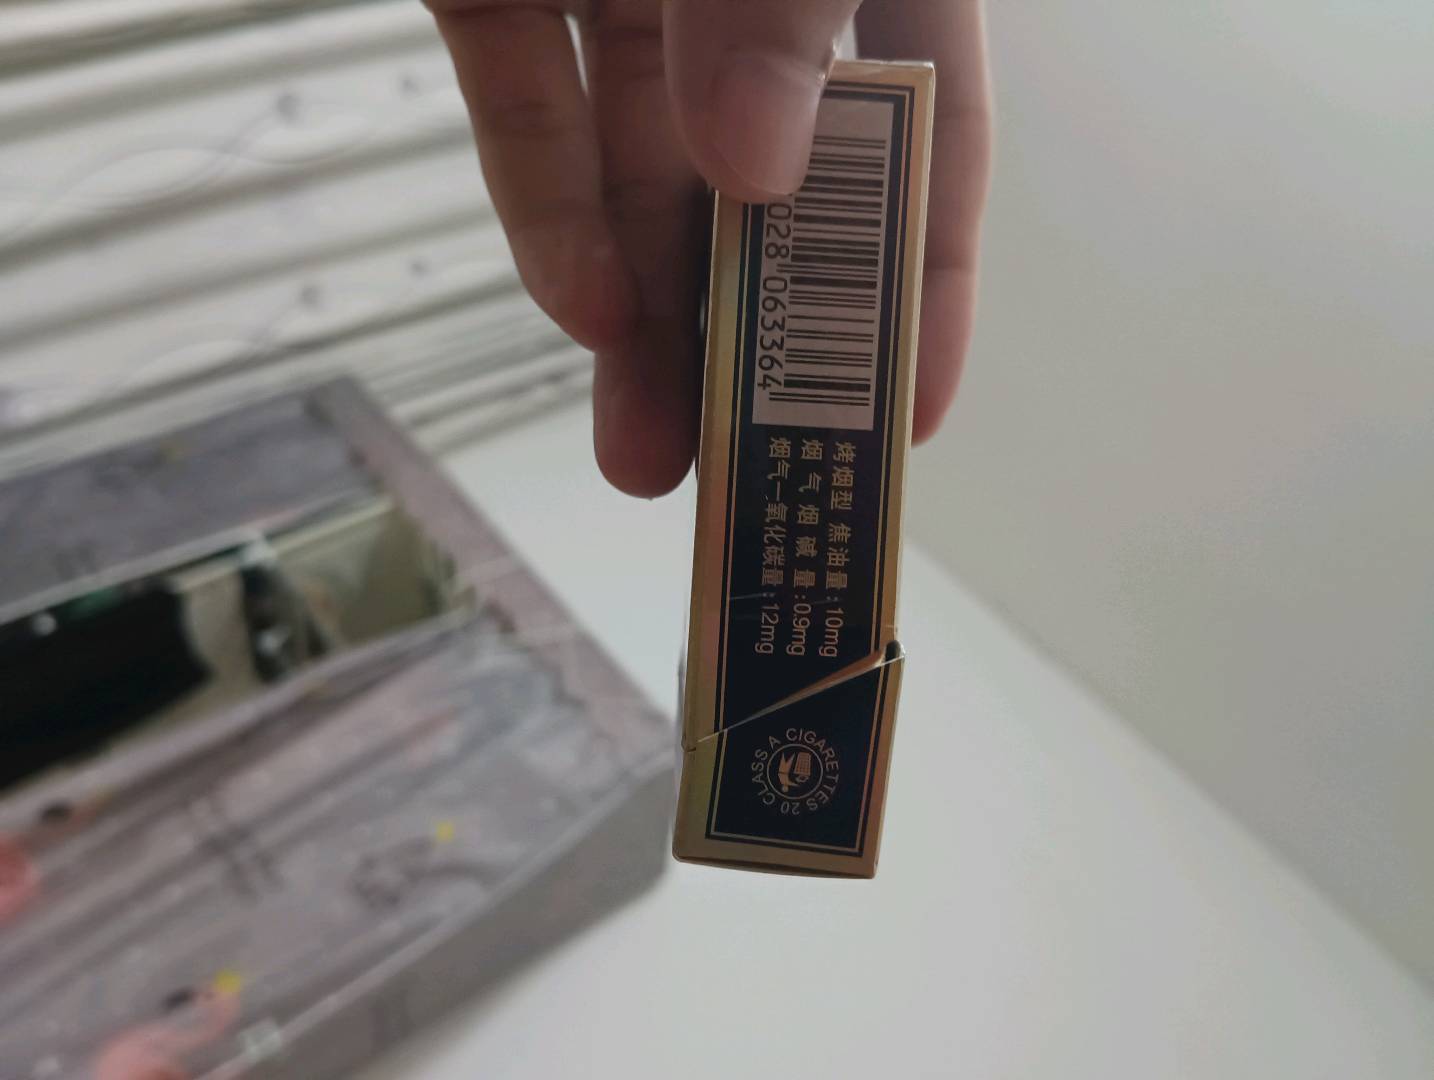 028 063364
烤烟型 焦油量:10mg
烟气烟碱量:0.9mg
烟气一氧化碳量:12mg
20 CLASS A CIGARETTES